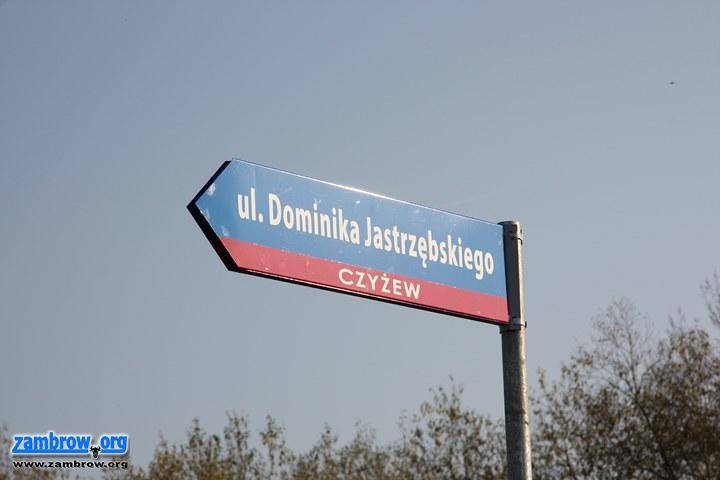 ul. Dominika Jastrzębskiego
CZYŻEW
zambrow.org
www.zambrow.org